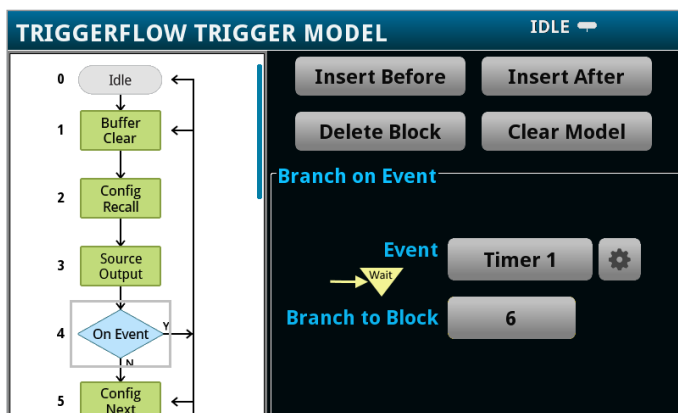 TRIGGERFLOW TRIGGER MODEL
IDLE
0 Idle
1 Buffer
Clear
2 Config
Recall
3 Source
Output
4 On Event Y
N
5 Config
Next
Insert Before Insert After
Delete Block Clear Model
Branch on Event
Event Timer 1
Wait
Branch to Block 6